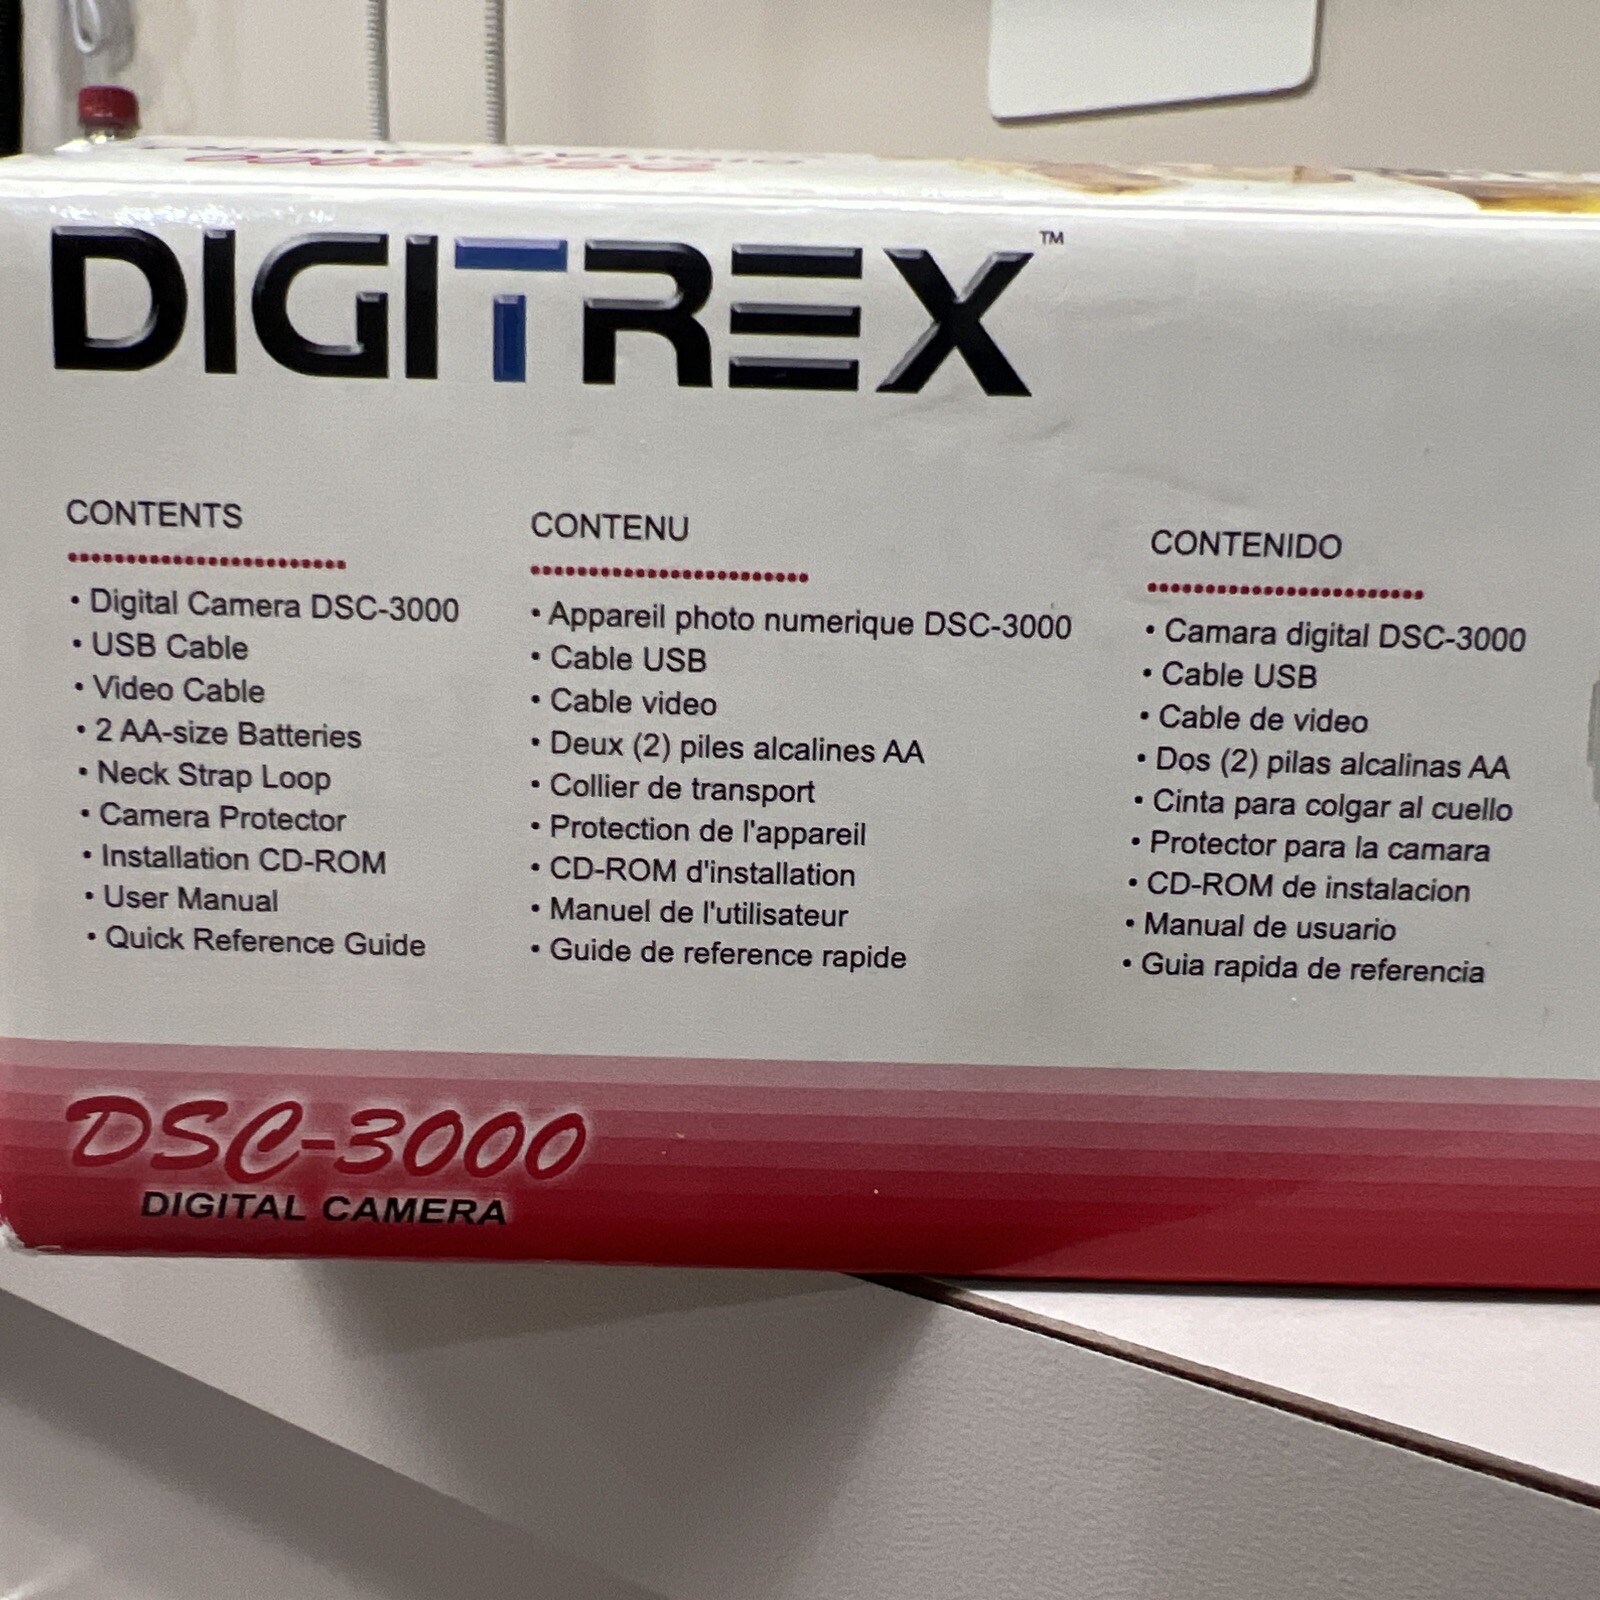 DIGITREX™
CONTENTS
• Digital Camera DSC-3000
• USB Cable
• Video Cable
• 2 AA-size Batteries
• Neck Strap Loop
• Camera Protector
• Installation CD-ROM
• User Manual
• Quick Reference Guide
CONTENU
• Appareil photo numerique DSC-3000
• Cable USB
• Cable video
• Deux (2) piles alcalines AA
• Collier de transport
• Protection de l'appareil
• CD-ROM d'installation
• Manuel de l'utilisateur
• Guide de reference rapide
CONTENIDO
• Camara digital DSC-3000
• Cable USB
• Cable de video
• Dos (2) pilas alcalinas AA
• Cinta para colgar al cuello
• Protector para la camara
• CD-ROM de instalacion
• Manual de usuario
• Guia rapida de referencia
DSC-3000
DIGITAL CAMERA